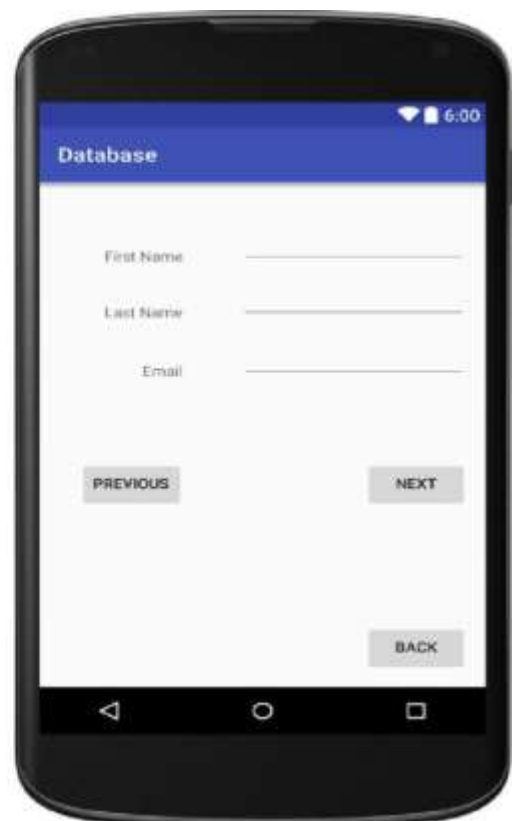 6:00
Database
First Name
Last Name
Email
PREVIOUS NEXT
BACK